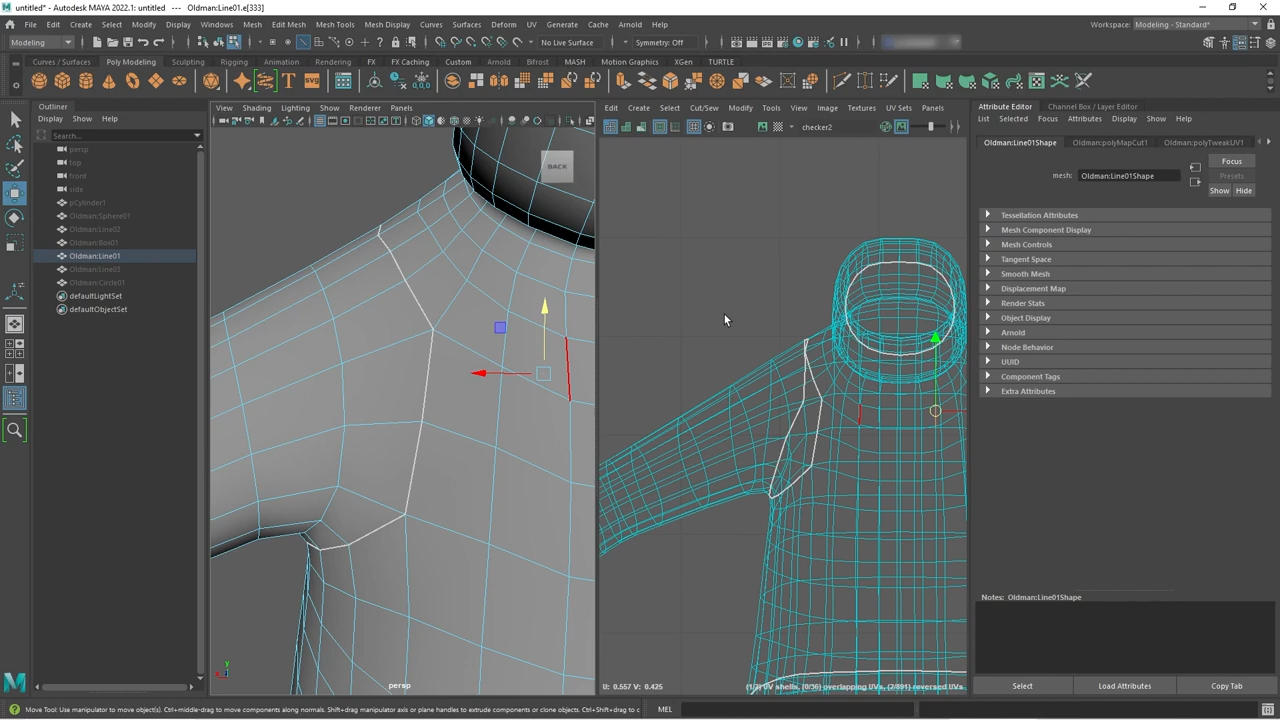 untitled* - Autodesk MAYA 2022.1: untitled --- Oldman:Line01.e[333]
File Edit Create Select Modify Display Windows Mesh Edit Mesh Mesh Tools Mesh Display Curves Surfaces Deform UV Generate Cache Arnold Help Workspace: Modeling - Standard*
Modeling No Live Surface Symmetry: Off
Curves / Surfaces Poly Modeling Sculpting Rigging Animation Rendering FX FX Caching Custom Arnold Bifrost MASH Motion Graphics XGen TURTLE
Outliner
Display Show Help
Search...
persp
top
front
side
pCylinder1
Oldman:Sphere01
Oldman:Line02
Oldman:Box01
Oldman:Line01
Oldman:Line03
Oldman:Circle01
defaultLightSet
defaultObjectSet
View Shading Lighting Show Renderer Panels
BACK
persp
Edit Create Select Cut/Sew Modify Tools View Image Textures UV Sets Panels
checker2
U: 0.557 V: 0.425 (1/3) UV shells, (0/56) overlapping UVs, (2/891) reversed UVs
Attribute Editor Channel Box / Layer Editor
List Selected Focus Attributes Display Show Help
Oldman:Line01Shape Oldman:polyMapCut1 Oldman:polyTweakUV1
mesh: Oldman:Line01Shape
Focus
Presets
Show Hide
Tessellation Attributes
Mesh Component Display
Mesh Controls
Tangent Space
Smooth Mesh
Displacement Map
Render Stats
Object Display
Arnold
Node Behavior
UUID
Component Tags
Extra Attributes
Notes: Oldman:Line01Shape
Select Load Attributes Copy Tab
Move Tool: Use manipulator to move object(s). Ctrl+middle-drag to move components along normals. Shift+drag manipulator axis or plane handles to extrude components or clone objects. Ctrl+Shift+drag to c
MEL